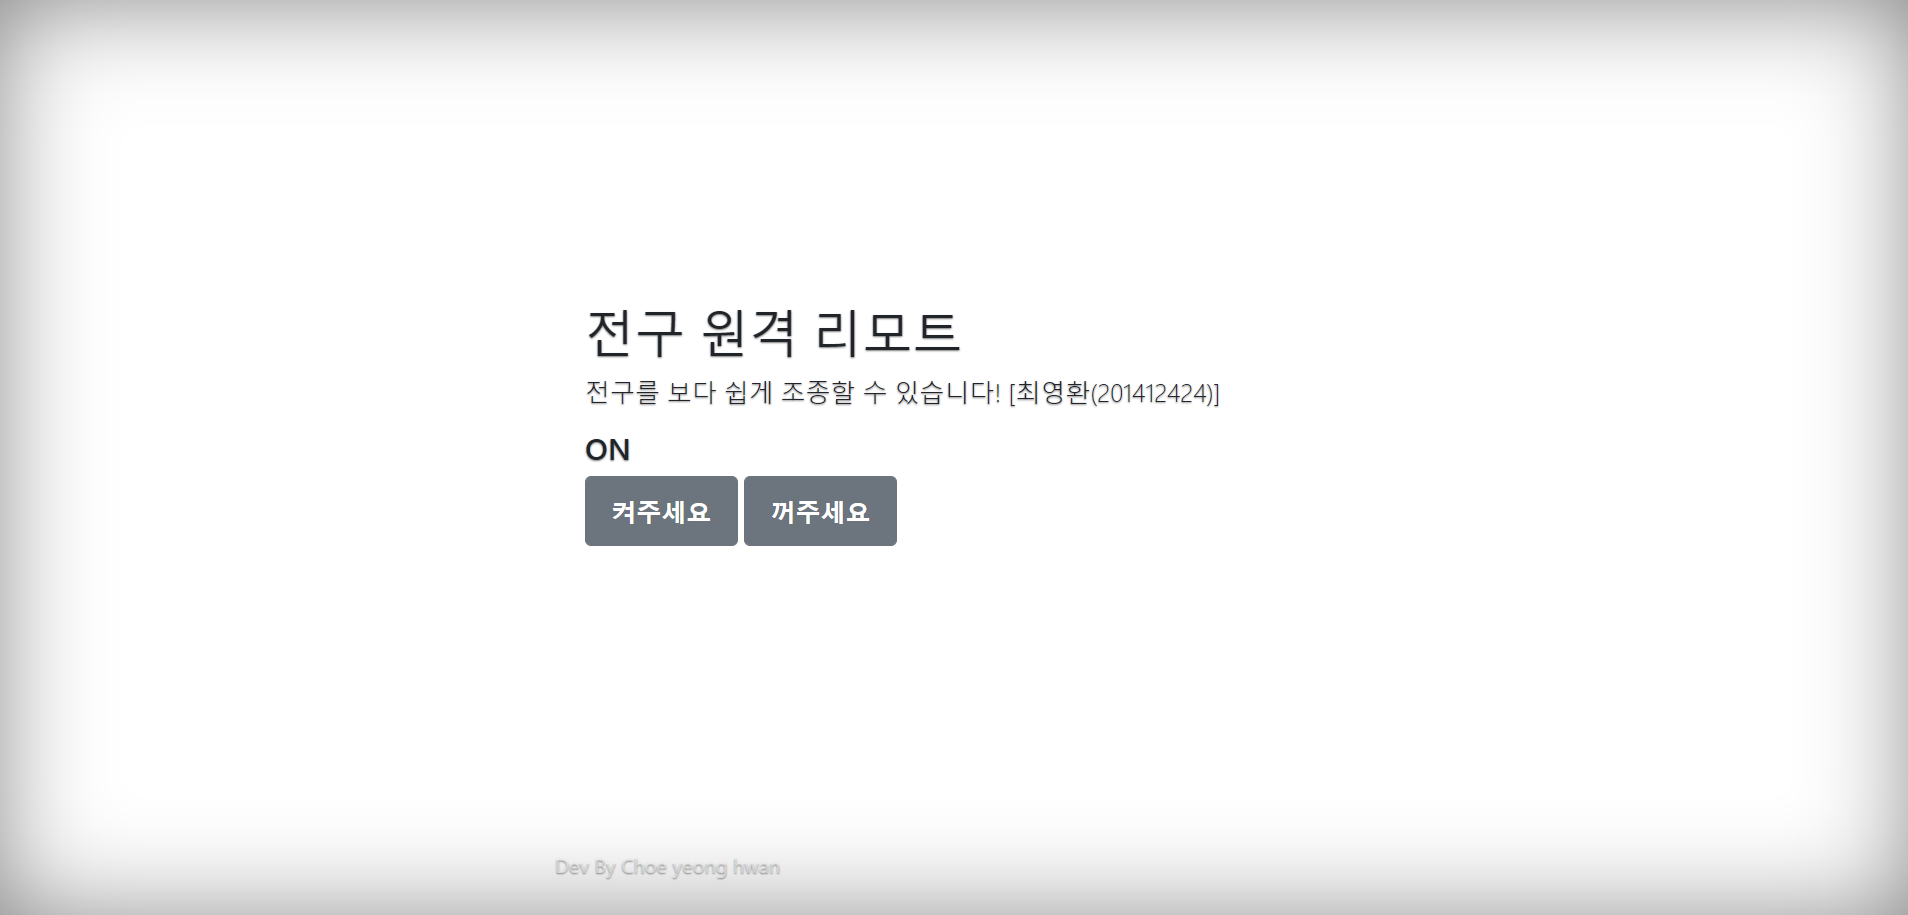 전구 원격 리모트
전구를 보다 쉽게 조종할 수 있습니다! [최영환(201412424)]
ON
켜주세요 꺼주세요
Dev By Choe yeong hwan